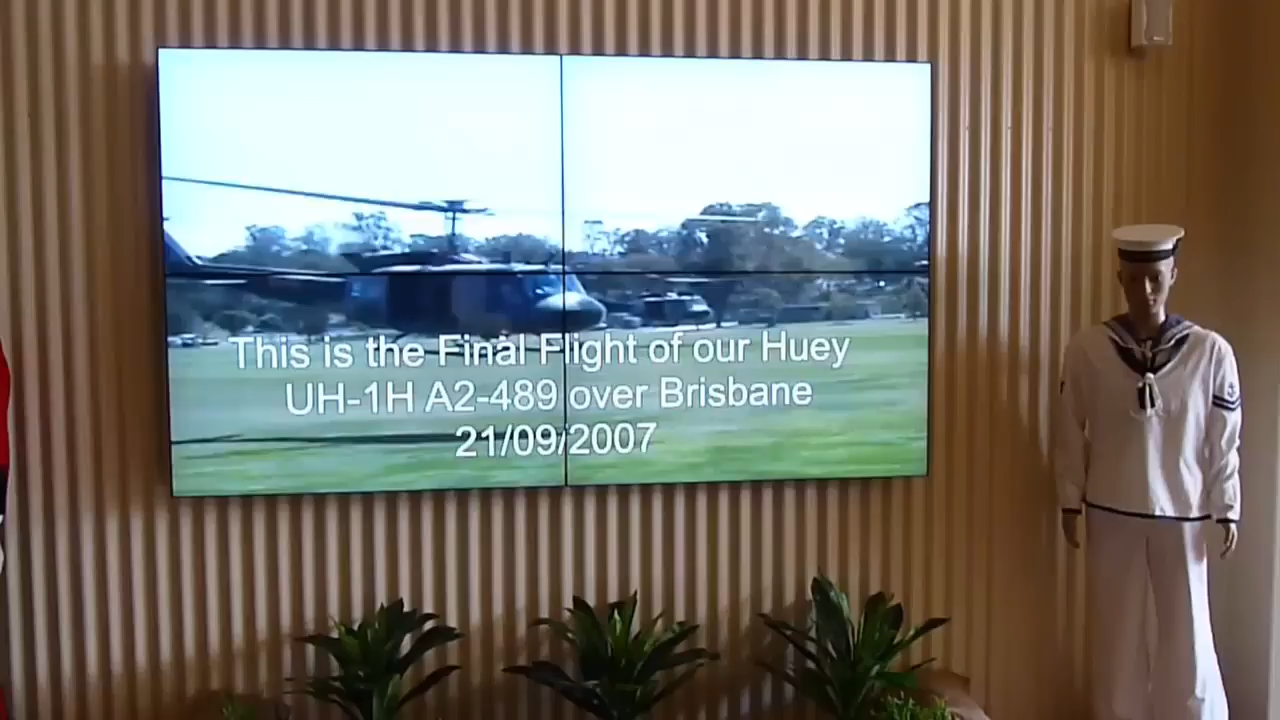 This is the Final Flight of our Huey
UH-1H A2-489 over Brisbane
21/09/2007